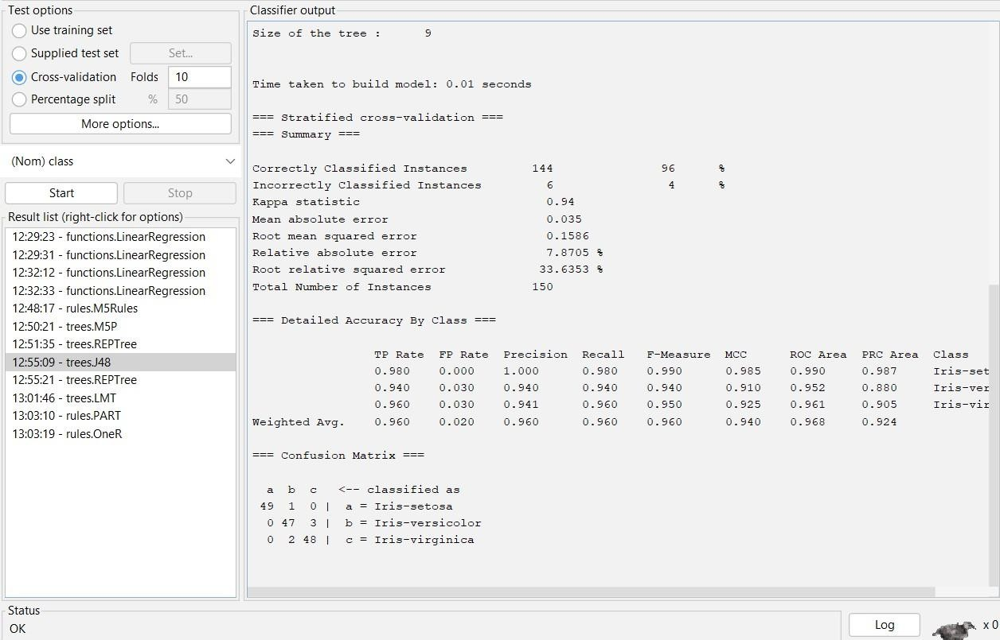 Test options
Use training set
Supplied test set Set...
Cross-validation Folds 10
Percentage split % 50
More options...
(Nom) class
Start Stop
Result list (right-click for options)
12:29:23 - functions.LinearRegression
12:29:31 - functions.LinearRegression
12:32:12 - functions.LinearRegression
12:32:33 - functions.LinearRegression
12:48:17 - rules.M5Rules
12:50:21 - trees.M5P
12:51:35 - trees.REPTree
12:55:09 - trees.J48
12:55:21 - trees.REPTree
13:01:46 - trees.LMT
13:03:10 - rules.PART
13:03:19 - rules.OneR
Classifier output
Size of the tree : 9
Time taken to build model: 0.01 seconds
=== Stratified cross-validation ===
=== Summary ===
Correctly Classified Instances 144 96 %
Incorrectly Classified Instances 6 4 %
Kappa statistic 0.94
Mean absolute error 0.035
Root mean squared error 0.1586
Relative absolute error 7.8705 %
Root relative squared error 33.6353 %
Total Number of Instances 150
=== Detailed Accuracy By Class ===
TP Rate FP Rate Precision Recall F-Measure MCC ROC Area PRC Area Class
0.980 0.000 1.000 0.980 0.990 0.985 0.990 0.987 Iris-set
0.940 0.030 0.940 0.940 0.940 0.910 0.952 0.880 Iris-ver
0.960 0.030 0.941 0.960 0.950 0.925 0.961 0.905 Iris-vir
Weighted Avg. 0.960 0.020 0.960 0.960 0.960 0.940 0.968 0.924
=== Confusion Matrix ===
a b c <-- classified as
49 1 0 | a = Iris-setosa
0 47 3 | b = Iris-versicolor
0 2 48 | c = Iris-virginica
Status
OK
Log
x 0